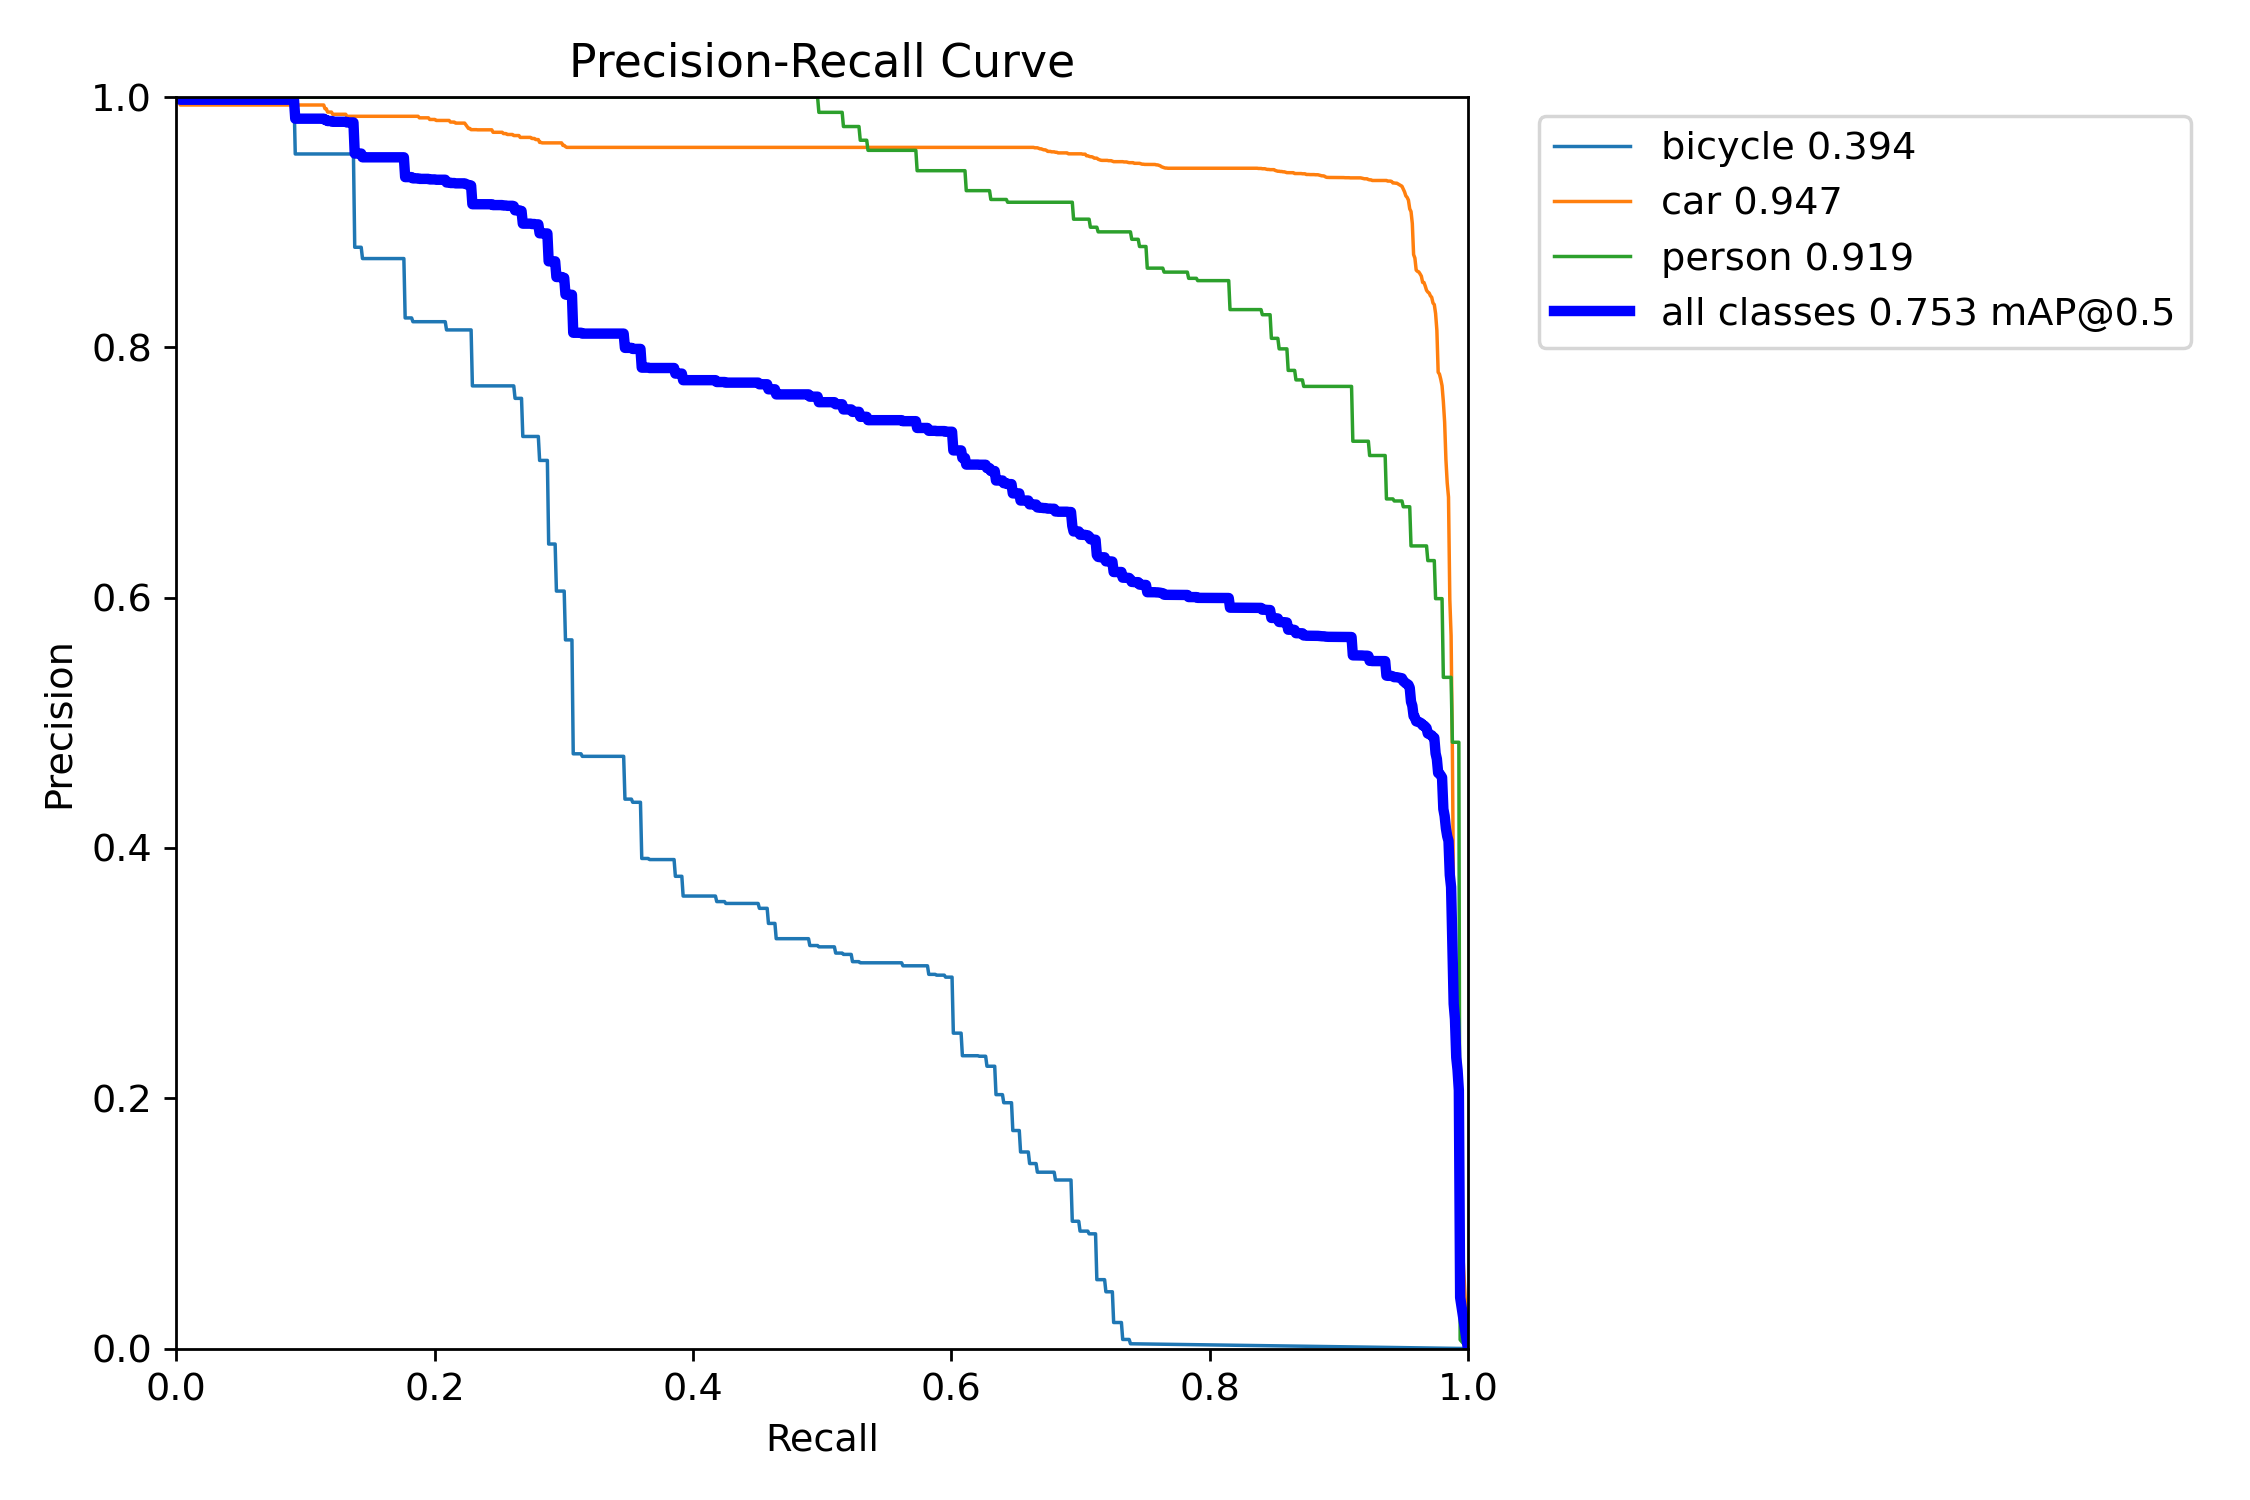 Precision-Recall Curve
1.0
0.8
0.6
0.4
0.2
0.0
Precision
0.0 0.2 0.4 0.6 0.8 1.0
Recall
bicycle 0.394
car 0.947
person 0.919
all classes 0.753 mAP@0.5